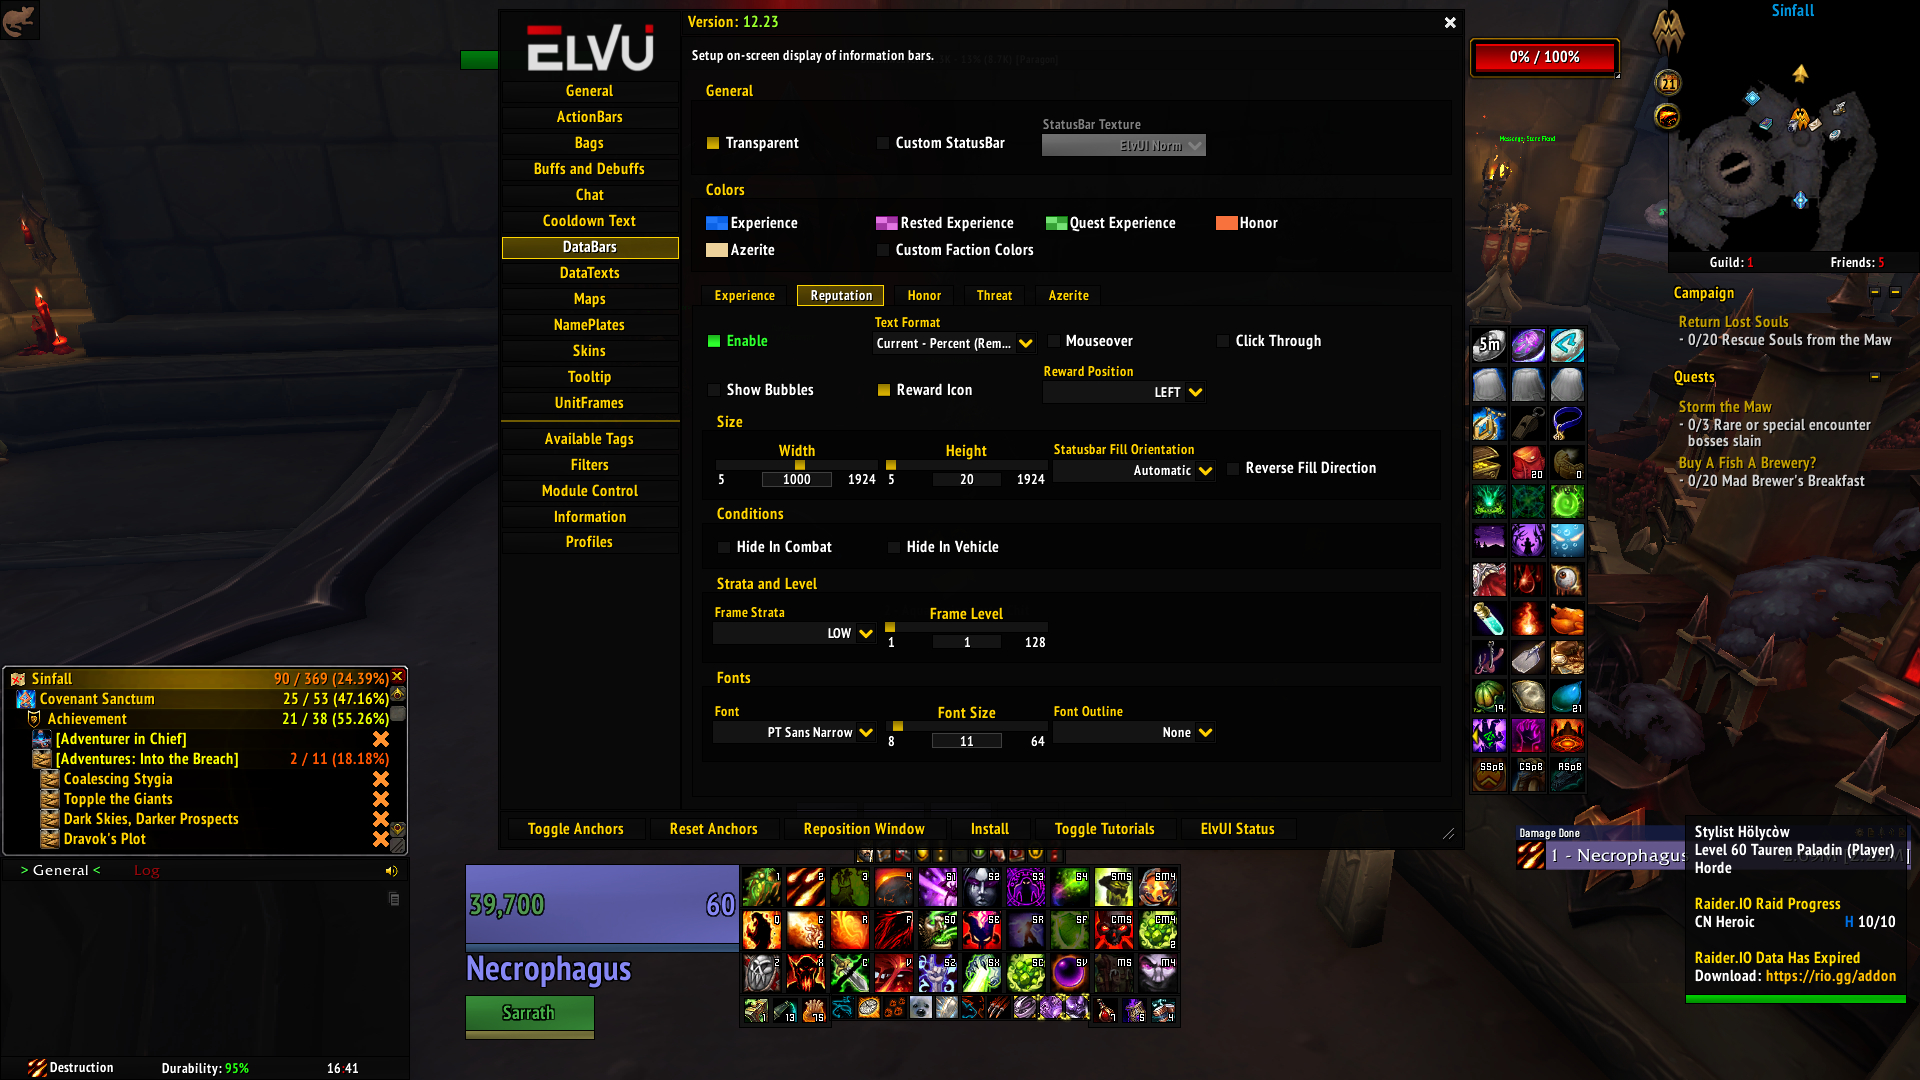 ELVUI
Version: 12.23
Setup on-screen display of information bars.
General
ActionBars
Bags
Buffs and Debuffs
Chat
Cooldown Text
DataBars
DataTexts
Maps
NamePlates
Skins
Tooltip
UnitFrames
Available Tags
Filters
Module Control
Information
Profiles
General
Transparent
Custom StatusBar
StatusBar Texture
ElvUI Norm
Colors
Experience
Rested Experience
Quest Experience
Honor
Azerite
Custom Faction Colors
Experience
Reputation
Honor
Threat
Azerite
Enable
Text Format
Current - Percent (Rem...
Mouseover
Click Through
Show Bubbles
Reward Icon
Reward Position
LEFT
Size
Width
5
1000
1924
Height
5
20
1924
Statusbar Fill Orientation
Automatic
Reverse Fill Direction
Conditions
Hide In Combat
Hide In Vehicle
Strata and Level
Frame Strata
LOW
Frame Level
1
1
128
Fonts
Font
PT Sans Narrow
Font Size
8
11
64
Font Outline
None
Toggle Anchors
Reset Anchors
Reposition Window
Install
Toggle Tutorials
ElvUI Status
0% / 100%
Sinfall
21
Guild: 1
Friends: 5
Campaign
Return Lost Souls
- 0/20 Rescue Souls from the Maw
Quests
Storm the Maw
- 0/3 Rare or special encounter
bosses slain
Buy A Fish A Brewery?
- 0/20 Mad Brewer's Breakfast
5m
20
0
19
21
SSpB
CSpB
ASpB
Sinfall 90 / 369 (24.39%)
Covenant Sanctum 25 / 53 (47.16%)
Achievement 21 / 38 (55.26%)
[Adventurer in Chief]
[Adventures: Into the Breach] 2 / 11 (18.18%)
Coalescing Stygia
Topple the Giants
Dark Skies, Darker Prospects
Dravok's Plot
> General <
Log
Destruction
Durability: 95%
16:41
39,700
60
Necrophagus
Sarrath
Damage Done
1 - Necrophagus
Stylist Hölycòw
Level 60 Tauren Paladin (Player)
Horde
Raider.IO Raid Progress
CN Heroic H 10/10
Raider.IO Data Has Expired
Download: https://rio.gg/addon